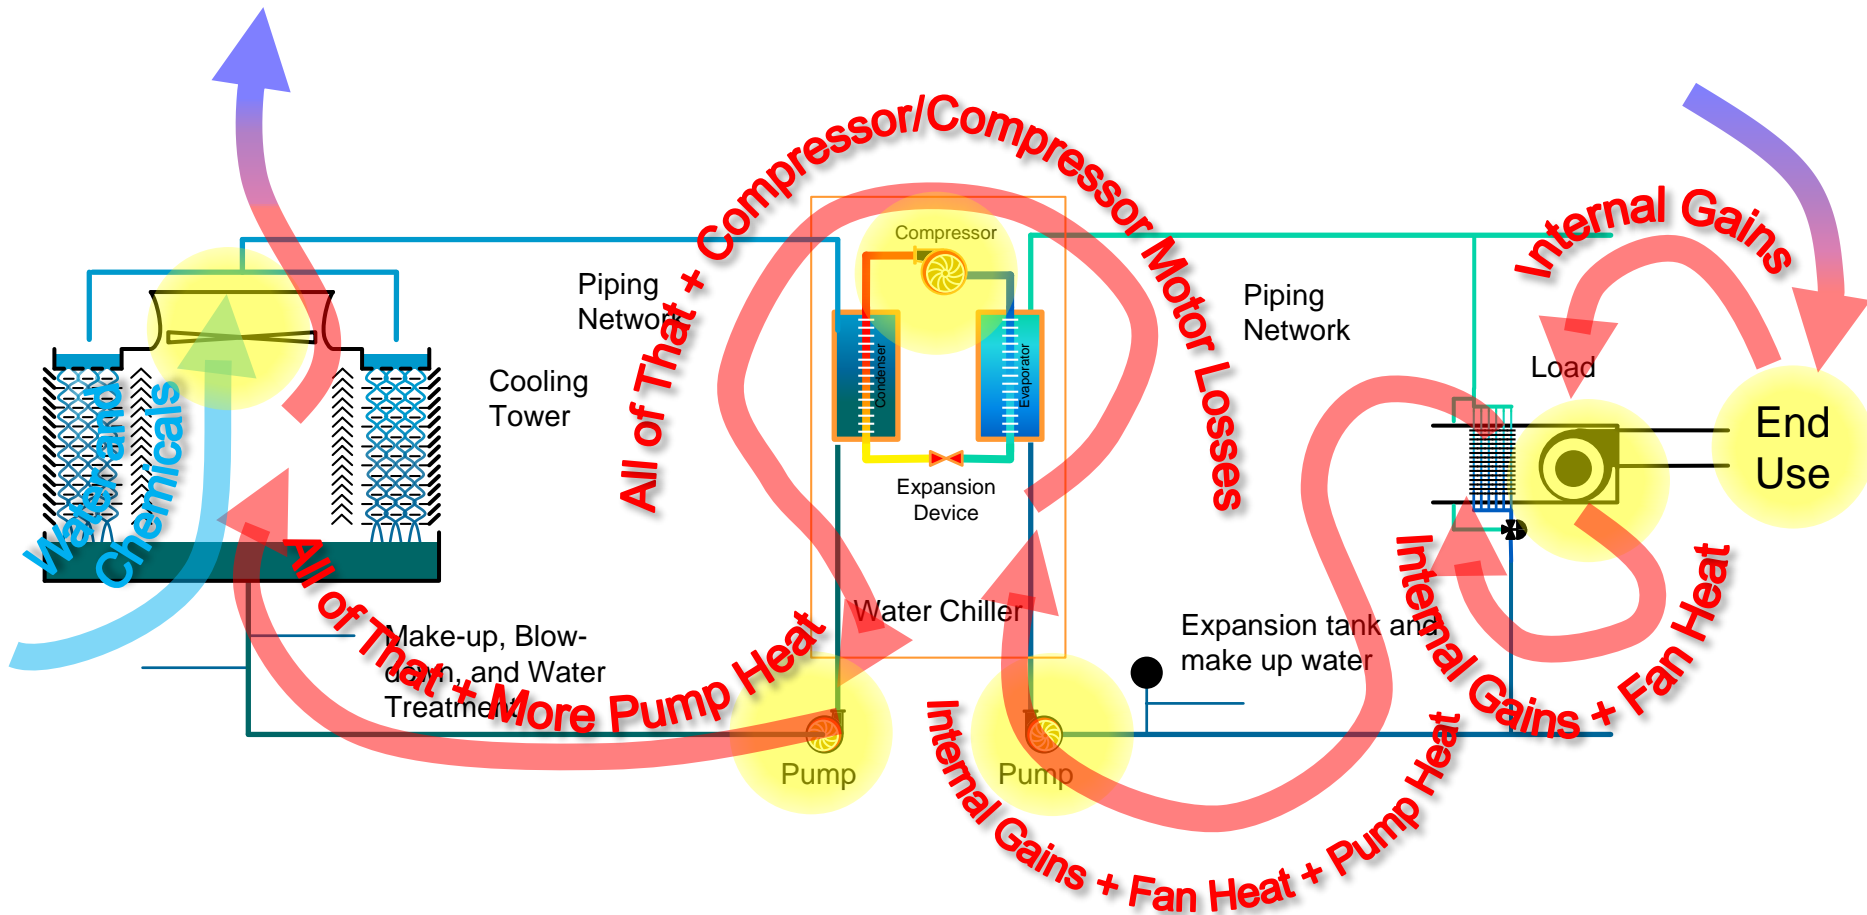 All of That + Compressor/Compressor Motor Losses
Internal Gains
Compressor
Piping
Network
Piping
Network
Condenser
Evaporator
Load
Cooling
Tower
End
Use
Water and
Chemicals
Expansion
Device
Internal Gains + Fan Heat
All of That + More Pump Heat
Water Chiller
Make-up, Blow-
down, and Water
Treatment
Expansion tank and
make up water
Pump
Pump
Internal Gains + Fan Heat + Pump Heat